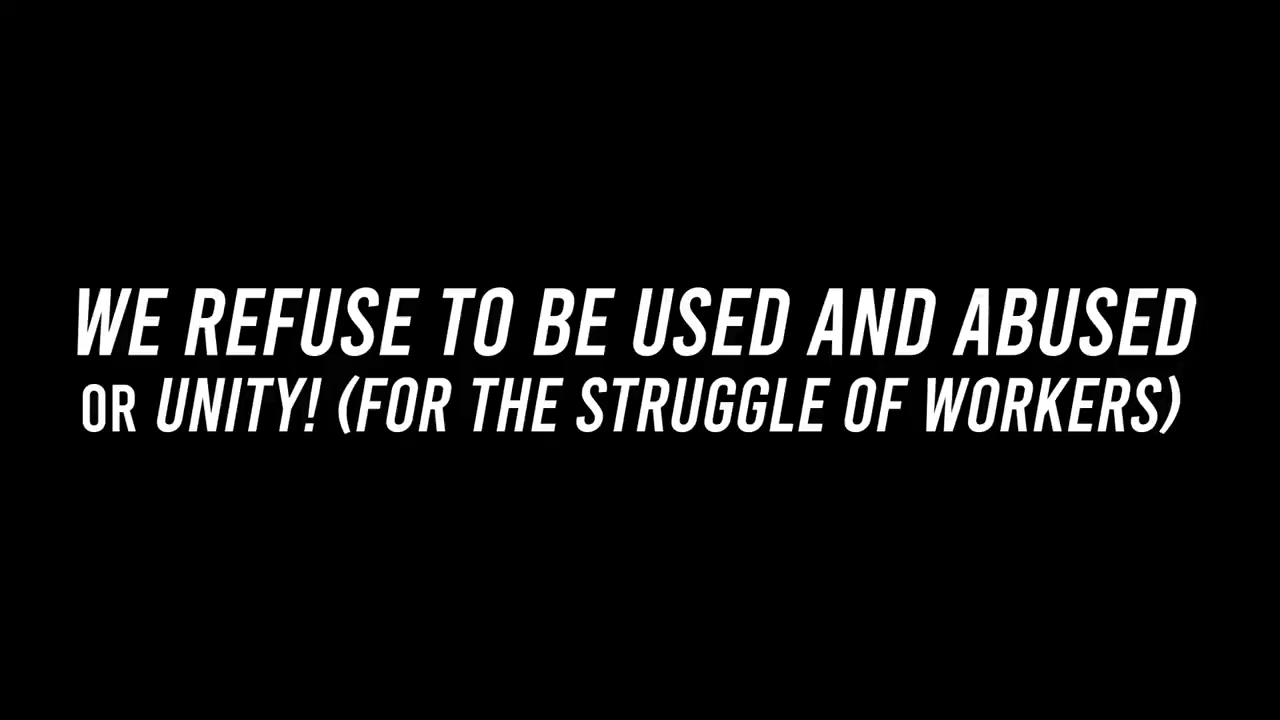 WE REFUSE TO BE USED AND ABUSED
OR UNITY! (FOR THE STRUGGLE OF WORKERS)